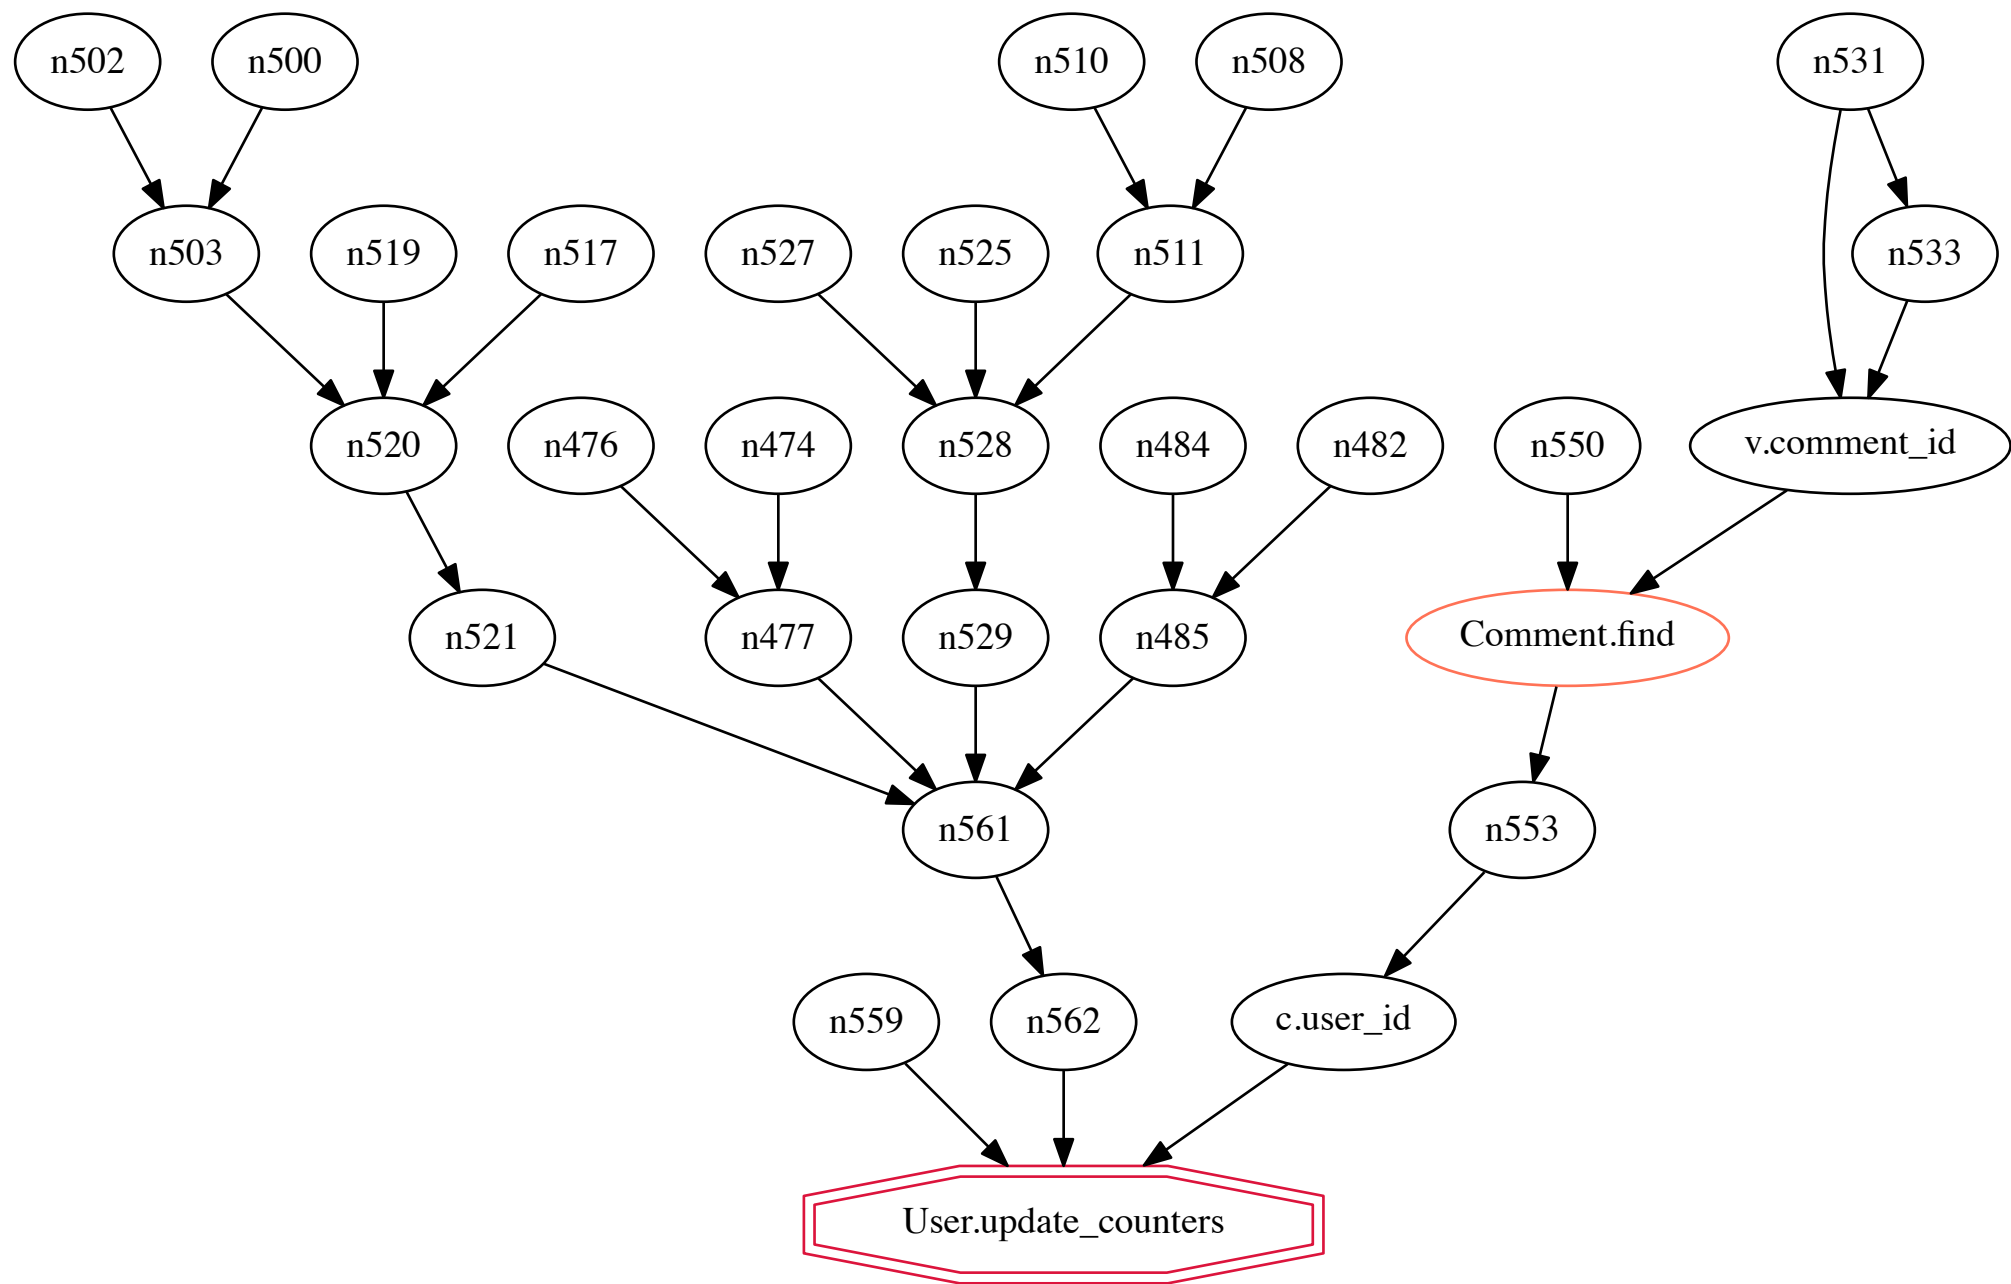 n502
n500
n510
n508
n531
n503
n519
n517
n527
n525
n511
n533
n520
n476
n474
n528
n484
n482
n550
v.comment_id
n521
n477
n529
n485
Comment.find
n561
n553
n559
n562
c.user_id
User.update_counters